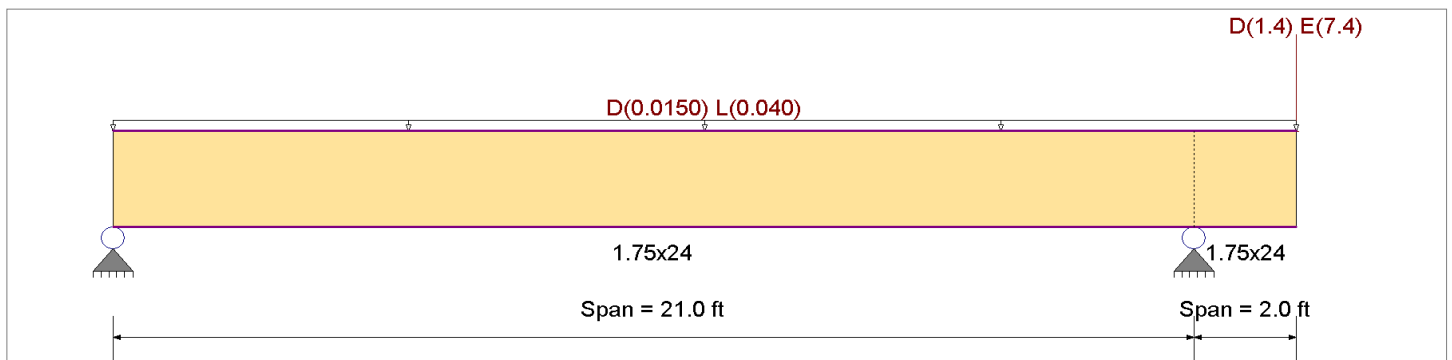 D(1.4) E(7.4)
D(0.0150) L(0.040)
1.75x24 1.75x24
Span = 21.0 ft Span = 2.0 ft